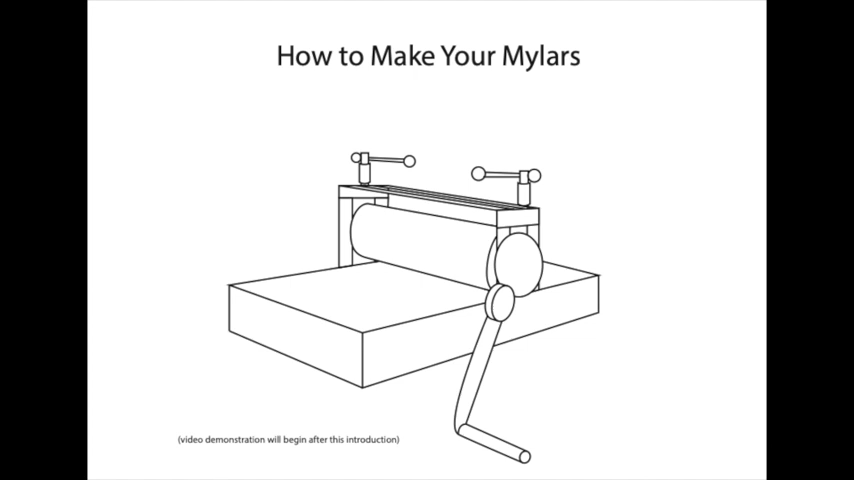 How to Make Your Mylars
(video demonstration will begin after this introduction)